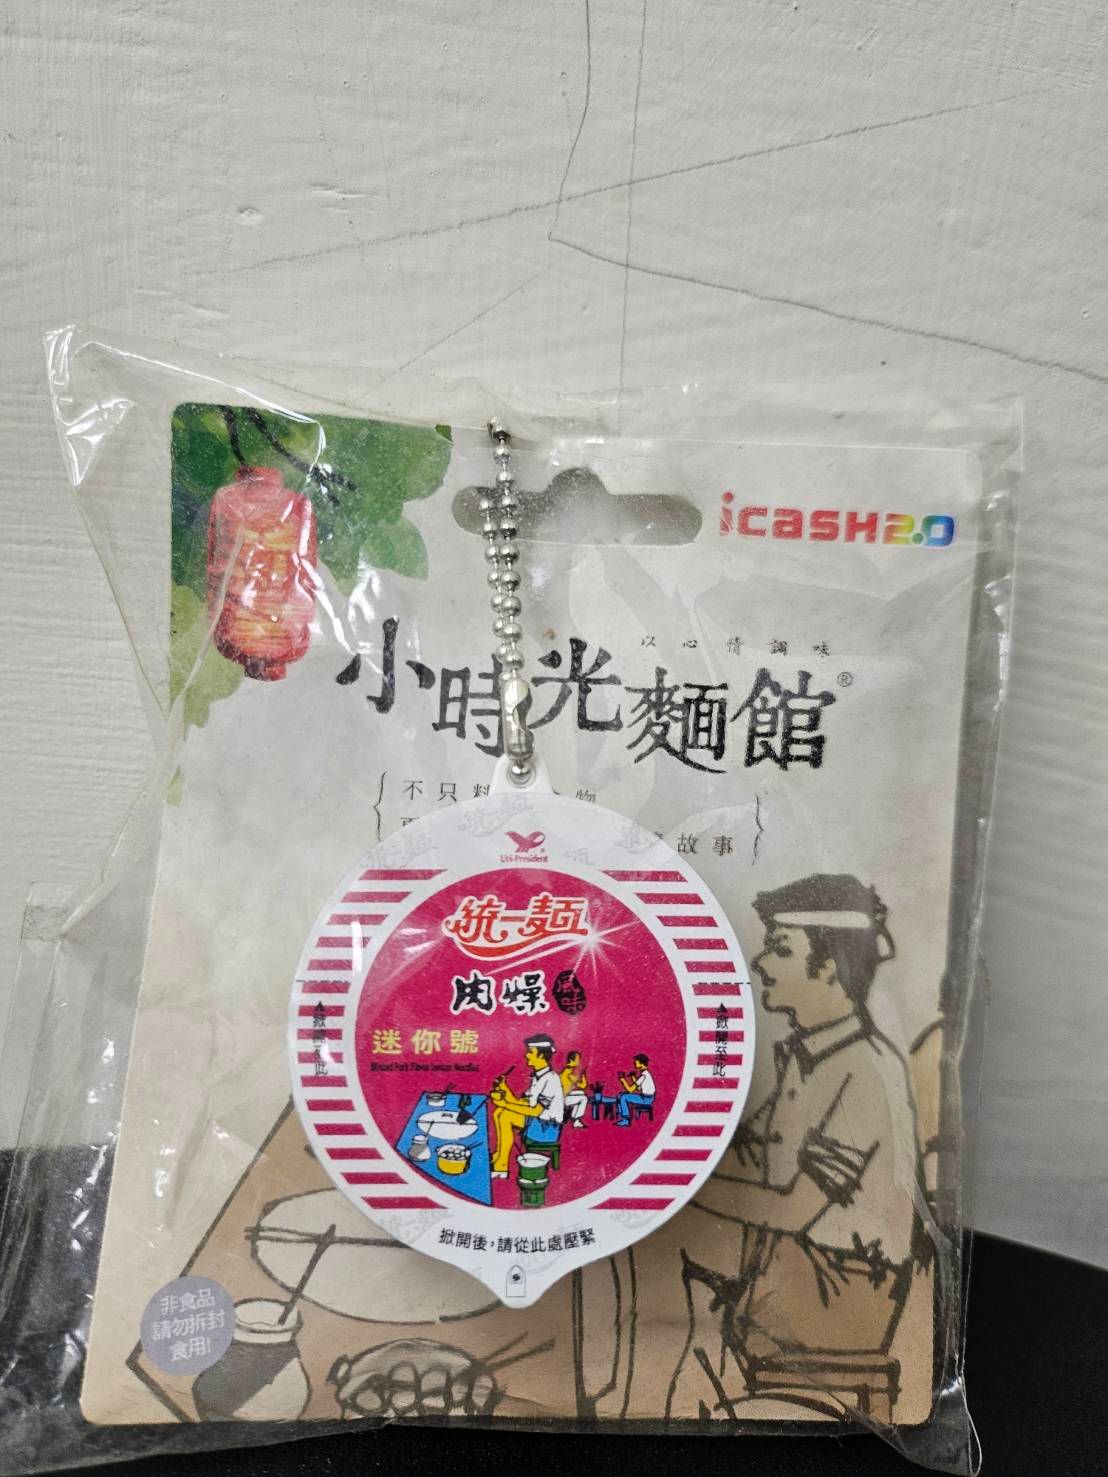 icash2.0
以心情調味
小時光麵館®
不只料
物
故事
Uni-President
統一麵
肉燥風味
迷你號
Minced Pork Flavor Instant Noodles
▲掀開至此
▲掀開至此
掀開後，請從此處壓緊
非食品
請勿拆封
食用!